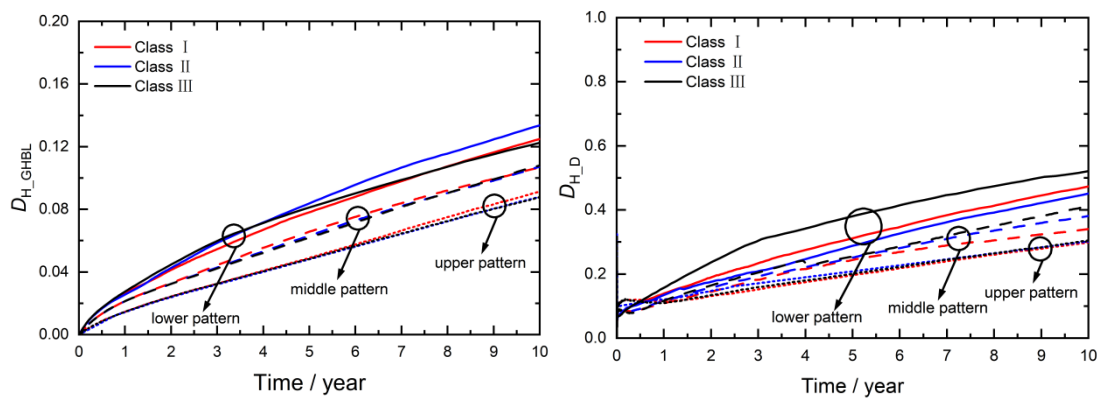 0.20
0.16
0.12
0.08
0.04
0.00
D_H_GHBL
Class Ⅰ
Class Ⅱ
Class Ⅲ
upper pattern
middle pattern
lower pattern
0 1 2 3 4 5 6 7 8 9 10
Time / year
1.0
0.8
0.6
0.4
0.2
0.0
D_H_D
Class Ⅰ
Class Ⅱ
Class Ⅲ
lower pattern
middle pattern
upper pattern
0 1 2 3 4 5 6 7 8 9 10
Time / year